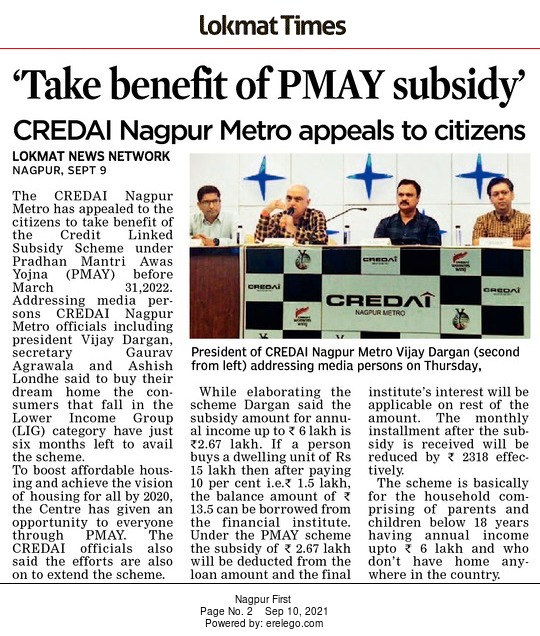 Lokmat Times
‘Take benefit of PMAY subsidy’
CREDAI Nagpur Metro appeals to citizens
LOKMAT NEWS NETWORK
NAGPUR, SEPT 9
The CREDAI Nagpur
Metro has appealed to the
citizens to take benefit of
the Credit Linked
Subsidy Scheme under
Pradhan Mantri Awas
Yojna (PMAY) before
March 31,2022.
Addressing media per-
sons CREDAI Nagpur
Metro officials including
president Vijay Dargan,
secretary Gaurav
Agrawala and Ashish
Londhe said to buy their
dream home the con-
sumers that fall in the
Lower Income Group
(LIG) category have just
six months left to avail
the scheme.
To boost affordable hous-
ing and achieve the vision
of housing for all by 2020,
the Centre has given an
opportunity to everyone
through PMAY. The
CREDAI officials also
said the efforts are also
on to extend the scheme.
CREDAI
CREDAI
CREDAI
CREDAI
NAGPUR METRO
President of CREDAI Nagpur Metro Vijay Dargan (second
from left) addressing media persons on Thursday,
While elaborating the
scheme Dargan said the
subsidy amount for annu-
al income up to ₹ 6 lakh is
₹2.67 lakh. If a person
buys a dwelling unit of Rs
15 lakh then after paying
10 per cent i.e.₹ 1.5 lakh,
the balance amount of ₹
13.5 can be borrowed from
the financial institute.
Under the PMAY scheme
the subsidy of ₹ 2.67 lakh
will be deducted from the
loan amount and the final
institute's interest will be
applicable on rest of the
amount. The monthly
installment after the sub-
sidy is received will be
reduced by ₹ 2318 effec-
tively.
The scheme is basically
for the household com-
prising of parents and
children below 18 years
having annual income
upto ₹ 6 lakh and who
don't have home any-
where in the country.
Nagpur First
Page No. 2 Sep 10, 2021
Powered by: erelego.com